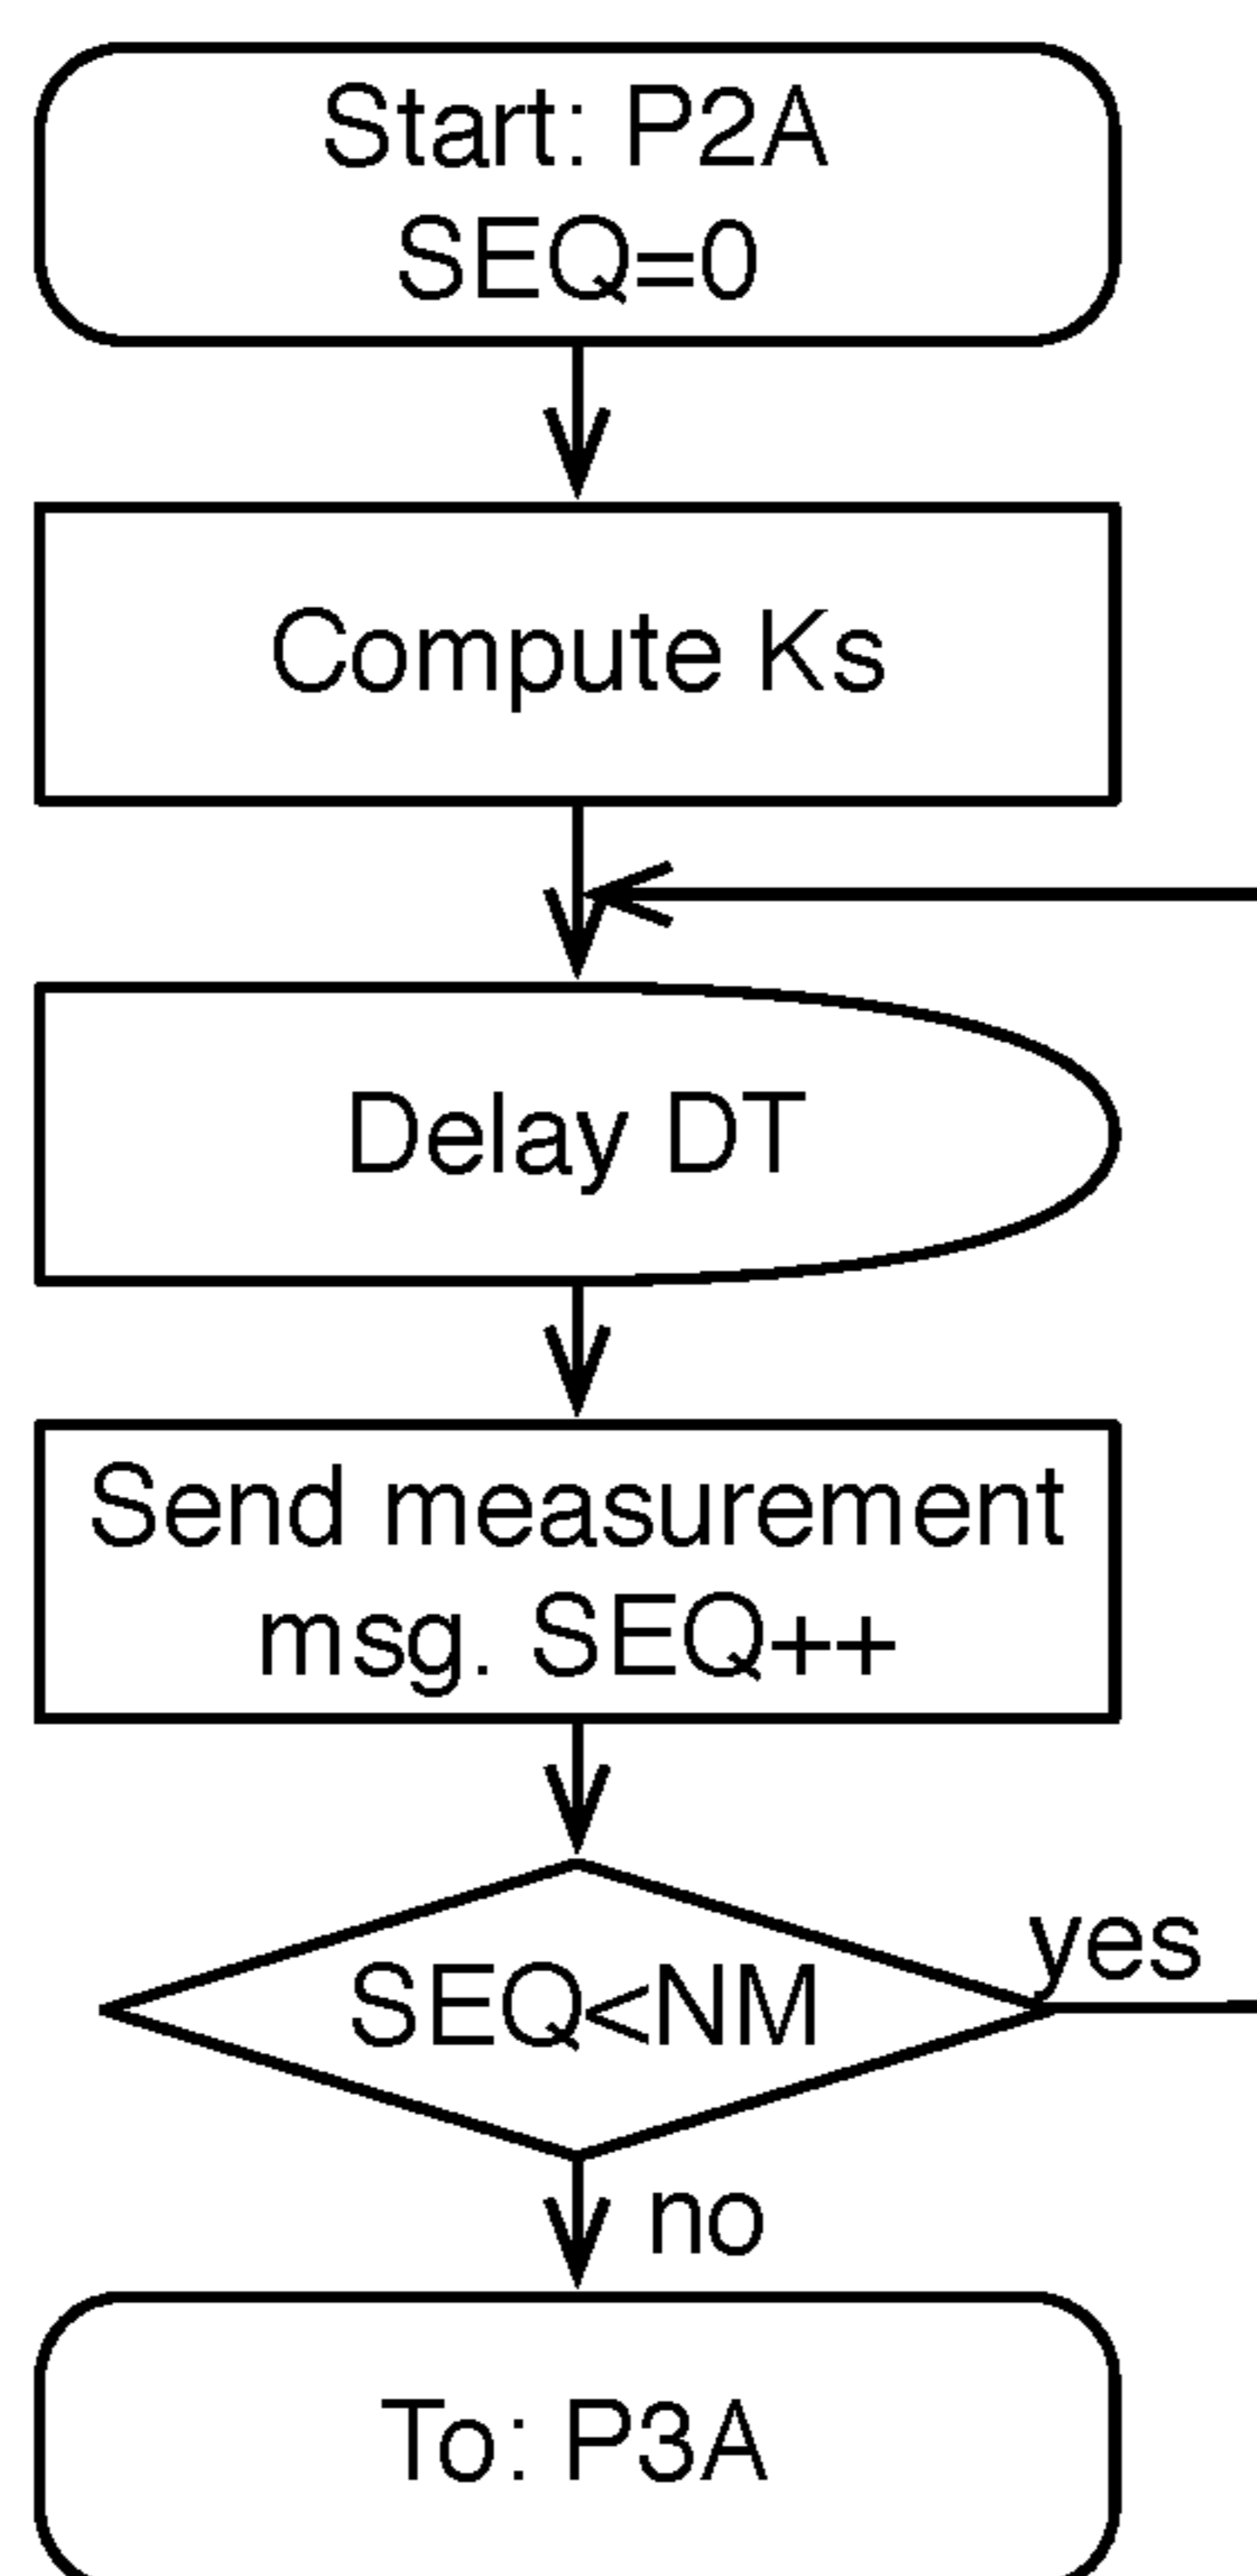 Start: P2A
SEQ=0
Compute Ks
Delay DT
Send measurement
msg. SEQ++
SEQ<NM
yes
no
To: P3A